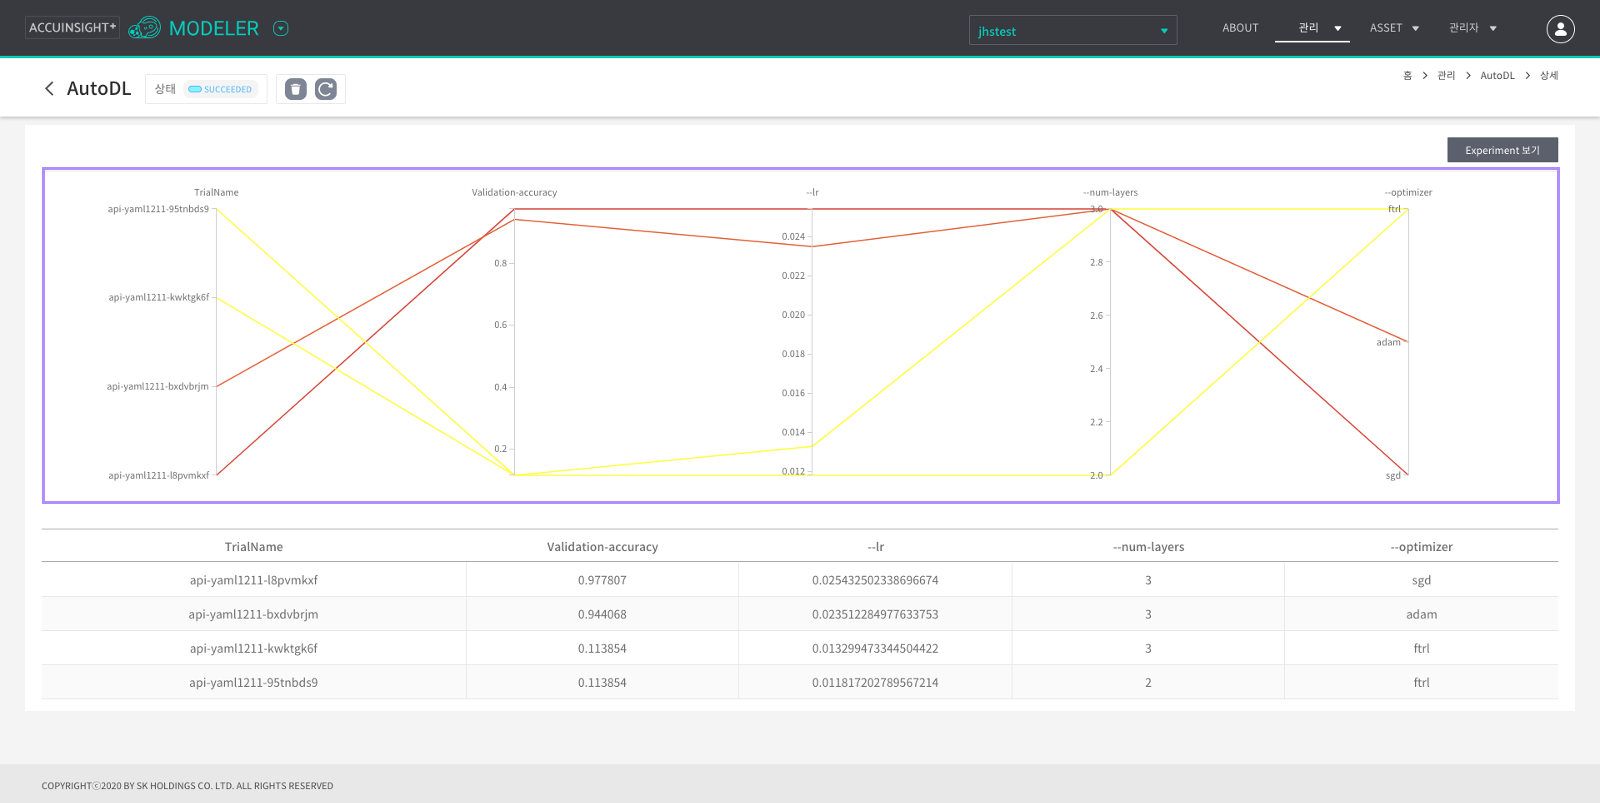 ACCUINSIGHT+ MODELER jhstest ABOUT 관리 ASSET 관리자
AutoDL 상태 SUCCEEDED 홈 관리 AutoDL 상세
Experiment 보기
TrialName Validation-accuracy --lr --num-layers --optimizer
api-yaml1211-95tnbds9 3.0 ftrl
0.024
0.8 2.8
0.022
api-yaml1211-kwktgk6f
0.020 2.6
0.6
adam
0.018
2.4
api-yaml1211-bxdvbrjm 0.4
0.016
2.2
0.014
0.2
0.012
api-yaml1211-l8pvmkxf 2.0 sgd
TrialName Validation-accuracy --lr --num-layers --optimizer
api-yaml1211-l8pvmkxf 0.977807 0.025432502338696674 3 sgd
api-yaml1211-bxdvbrjm 0.944068 0.023512284977633753 3 adam
api-yaml1211-kwktgk6f 0.113854 0.013299473344504422 3 ftrl
api-yaml1211-95tnbds9 0.113854 0.011817202789567214 2 ftrl
COPYRIGHTⓒ2020 BY SK HOLDINGS CO. LTD. ALL RIGHTS RESERVED